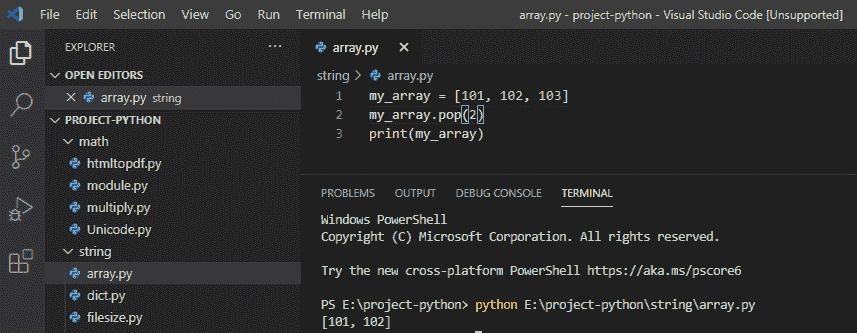 File Edit Selection View Go Run Terminal Help array.py - project-python - Visual Studio Code [Unsupported]
EXPLORER ...
OPEN EDITORS
array.py string
PROJECT-PYTHON
math
htmltopdf.py
module.py
multiply.py
Unicode.py
string
array.py
dict.py
filesize.py
array.py
string > array.py
1 my_array = [101, 102, 103]
2 my_array.pop(2)
3 print(my_array)
PROBLEMS OUTPUT DEBUG CONSOLE TERMINAL
Windows PowerShell
Copyright (C) Microsoft Corporation. All rights reserved.
Try the new cross-platform PowerShell https://aka.ms/pscore6
PS E:\project-python> python E:\project-python\string\array.py
[101, 102]